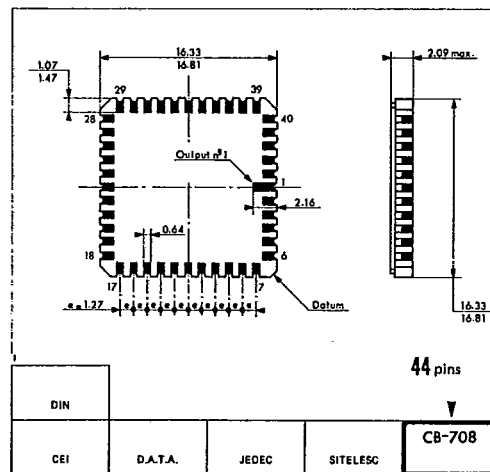 16.33
16.81
2.09 max.
1.07
1.47
29
39
28
40
Output n°1
1
2.16
0.64
18
6
17
7
e=1.27
e
e
e
e
e
e
e
e
e
Datum
16.33
16.81
44 pins
DIN
CEI
D.A.T.A.
JEDEC
SITELESC
CB-708